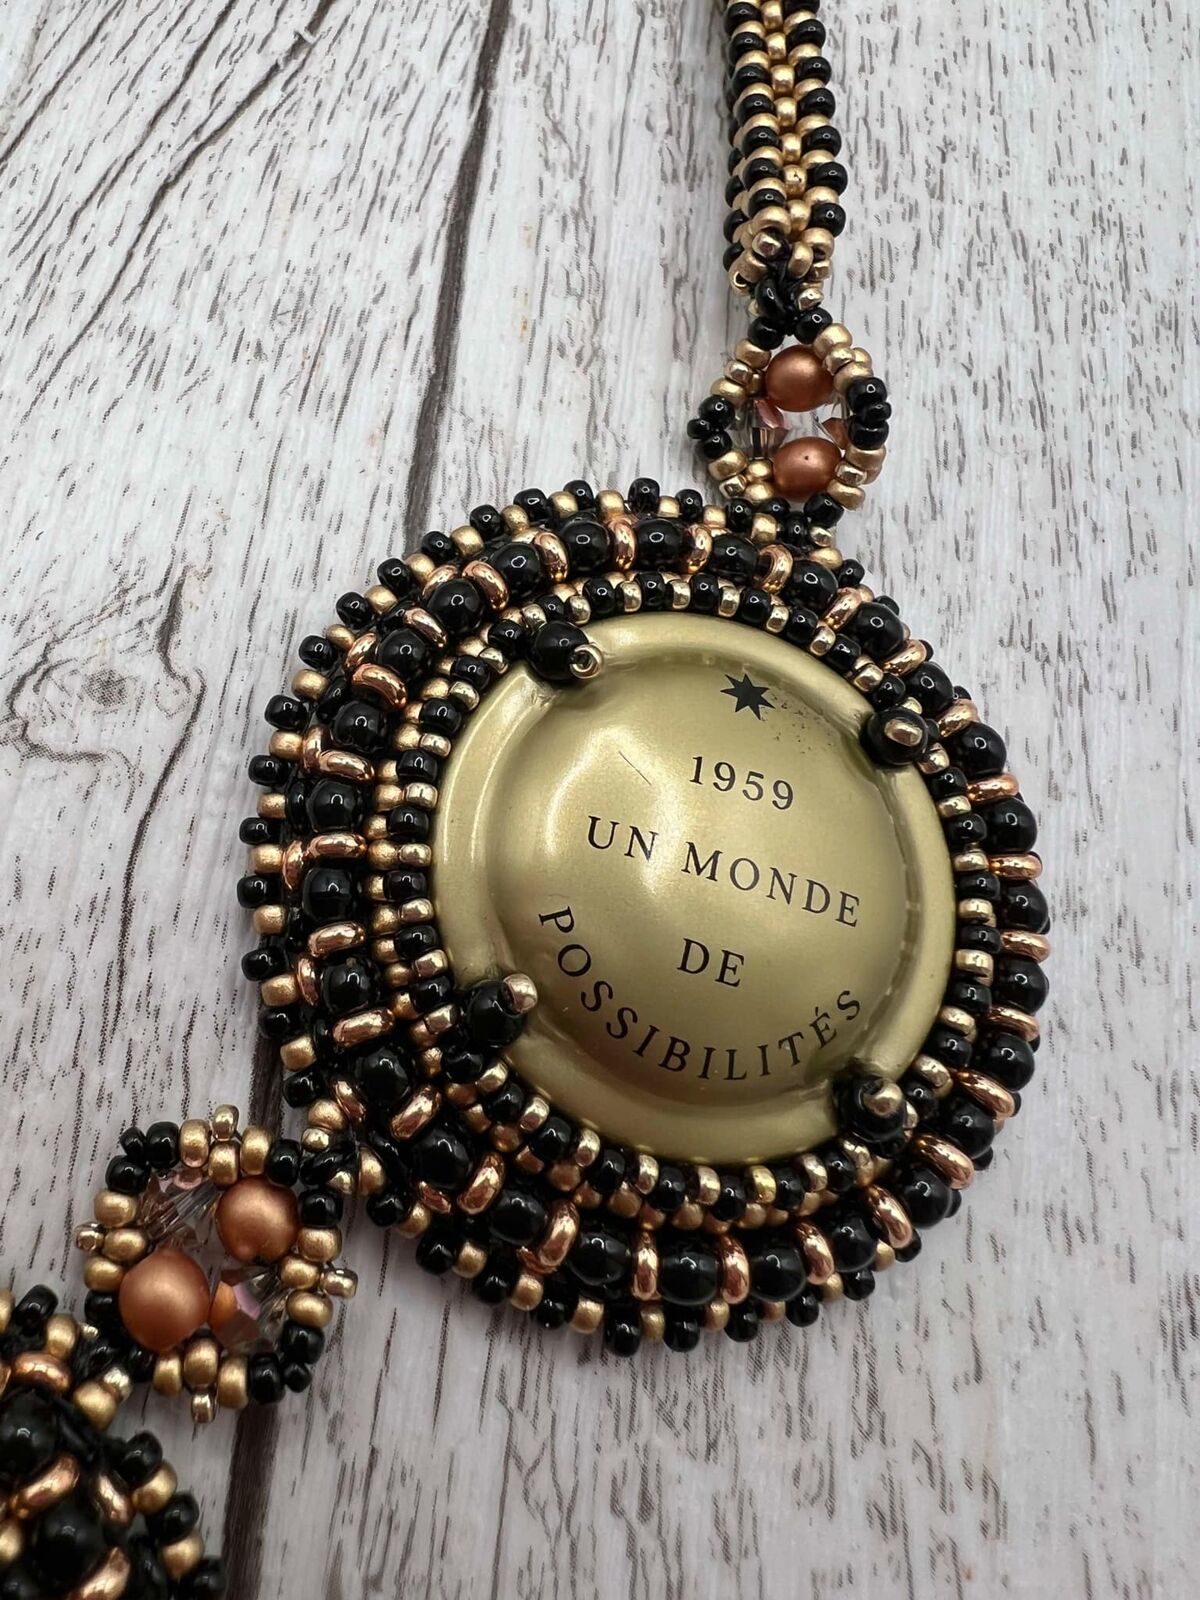 1959
UN MONDE
DE
POSSIBILITÉS